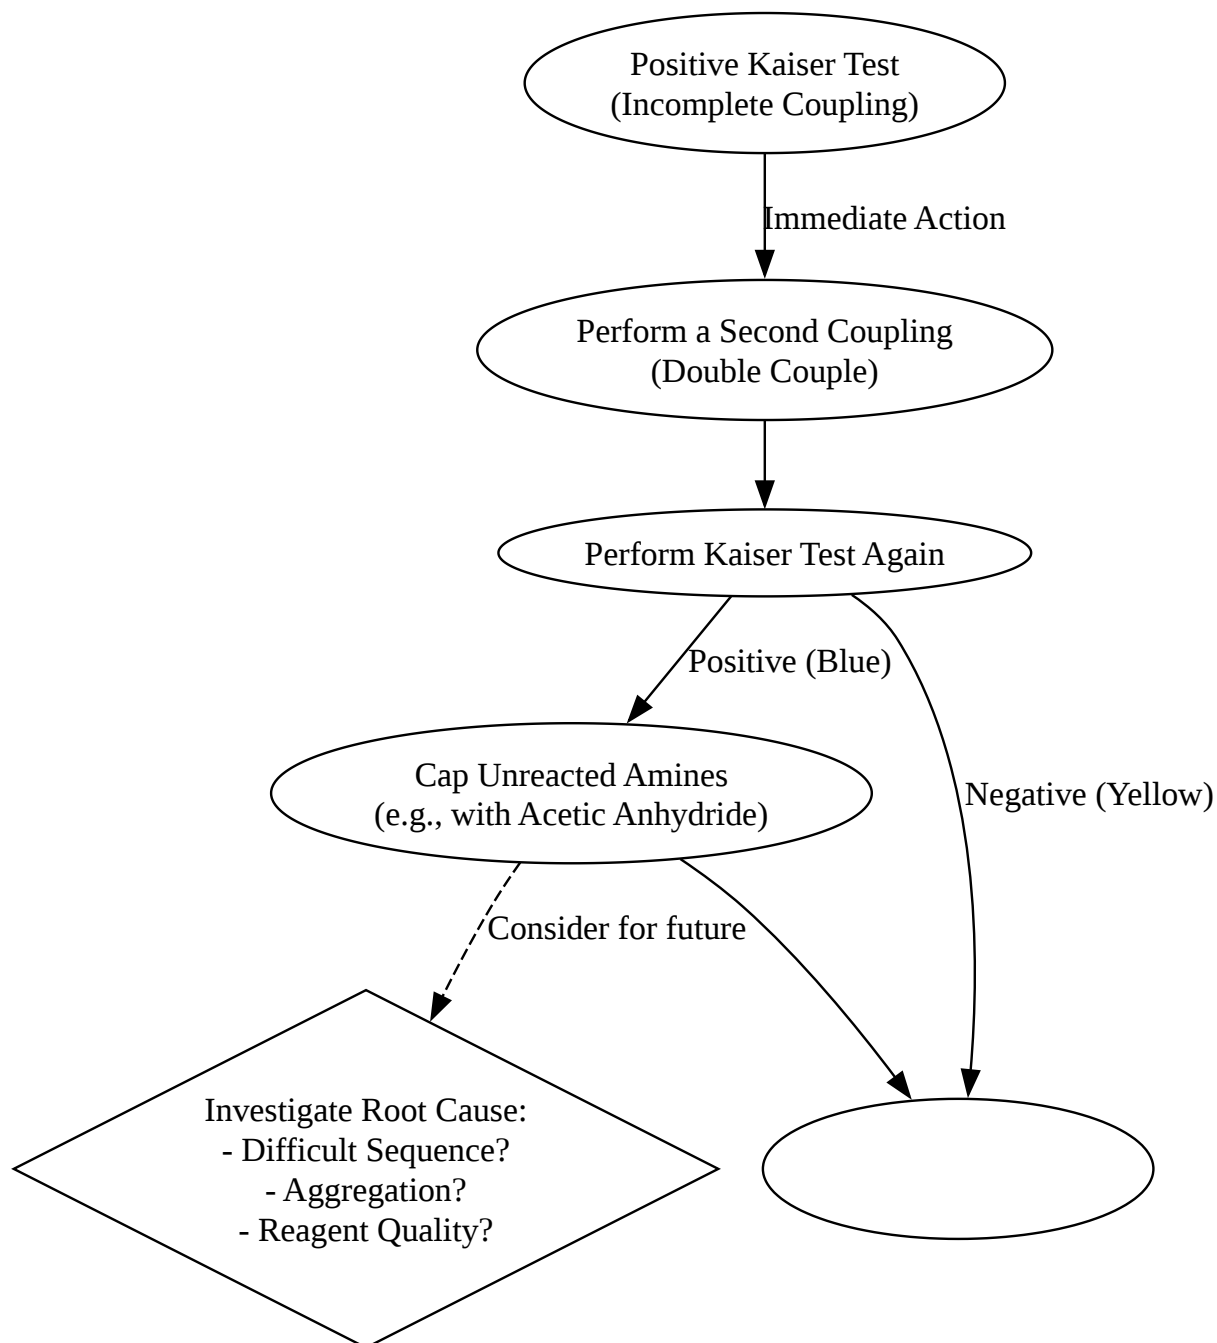 Positive Kaiser Test
(Incomplete Coupling)
Immediate Action
Perform a Second Coupling
(Double Couple)
Perform Kaiser Test Again
Positive (Blue)
Cap Unreacted Amines
(e.g., with Acetic Anhydride)
Negative (Yellow)
Consider for future
Investigate Root Cause:
- Difficult Sequence?
- Aggregation?
- Reagent Quality?